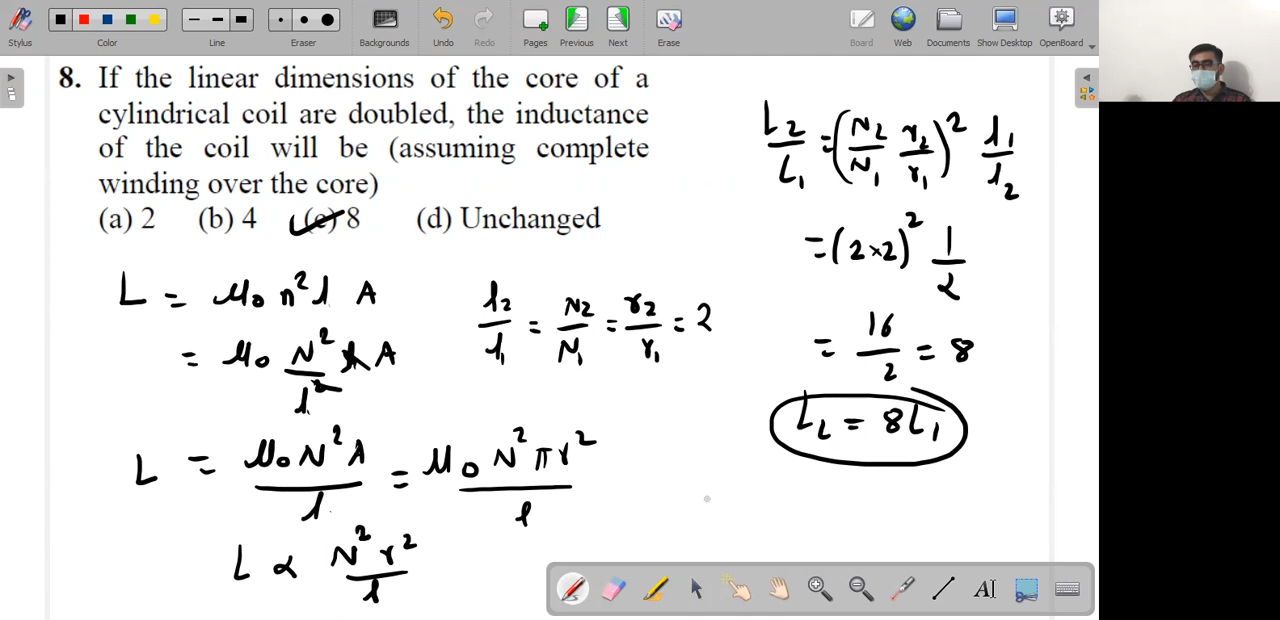 Stylus Color Line Eraser Backgrounds Undo Redo Pages Previous Next Erase Board Web Documents Show Desktop OpenBoard
8. If the linear dimensions of the core of a
cylindrical coil are doubled, the inductance
of the coil will be (assuming complete
winding over the core)
(a) 2 (b) 4 (c) 8 (d) Unchanged
L = μ₀ n² l A
= μ₀ N²/l² l A
L = μ₀ N² A / l = μ₀ N² π r² / l
L ∝ N² r² / l
l₂/l₁ = N₂/N₁ = r₂/r₁ = 2
L₂/L₁ = (N₂/N₁ r₂/r₁)² l₁/l₂
= (2×2)² 1/2
= 16/2 = 8
L₂ = 8L₁